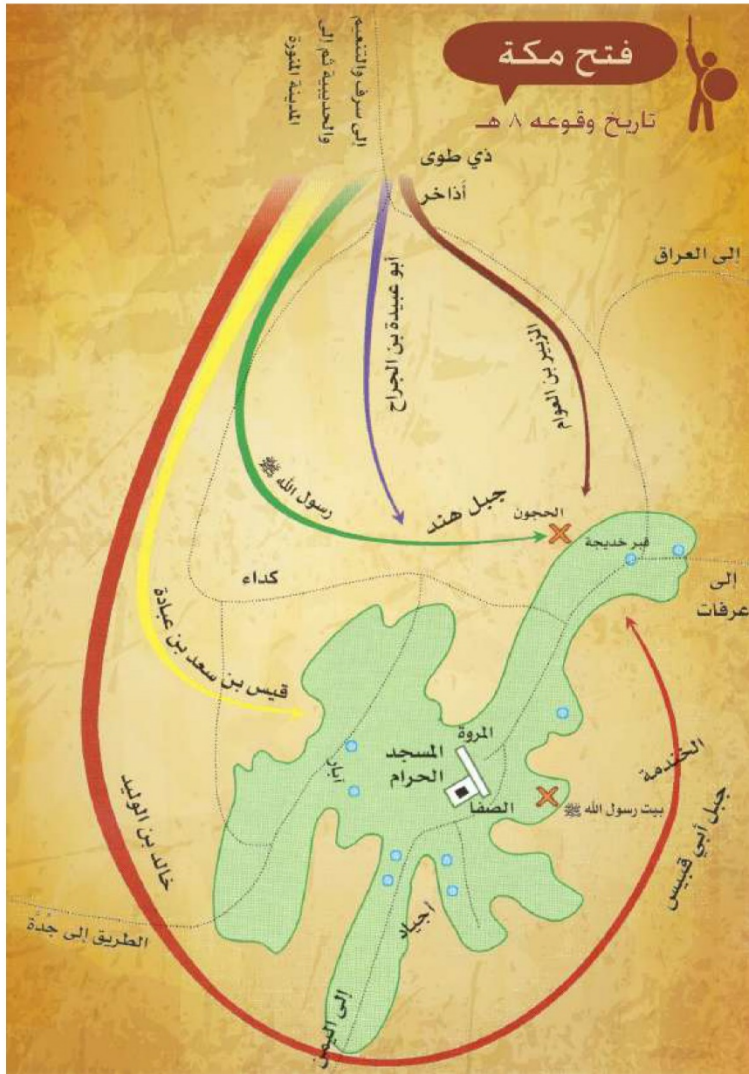 فتح مكة
تاريخ وقوعه ٨ هـ
إلى سرف والتنعيم
والحديبية ثم إلى
المدينة المنورة
ذي طوى
أذاخر
إلى العراق
أبو عبيدة بن الجراح
الزبير بن العوام
رسول الله ﷺ
جبل هند
الحجون
قبر خديجة
إلى
عرفات
كداء
قيس بن سعد بن عبادة
المروة
المسجد
الحرام
الصفا
آبار
بيت رسول الله ﷺ
الخندمة
جبل أبي قبيس
خالد بن الوليد
أجياد
الطريق إلى جُدَّة
إلى اليمن